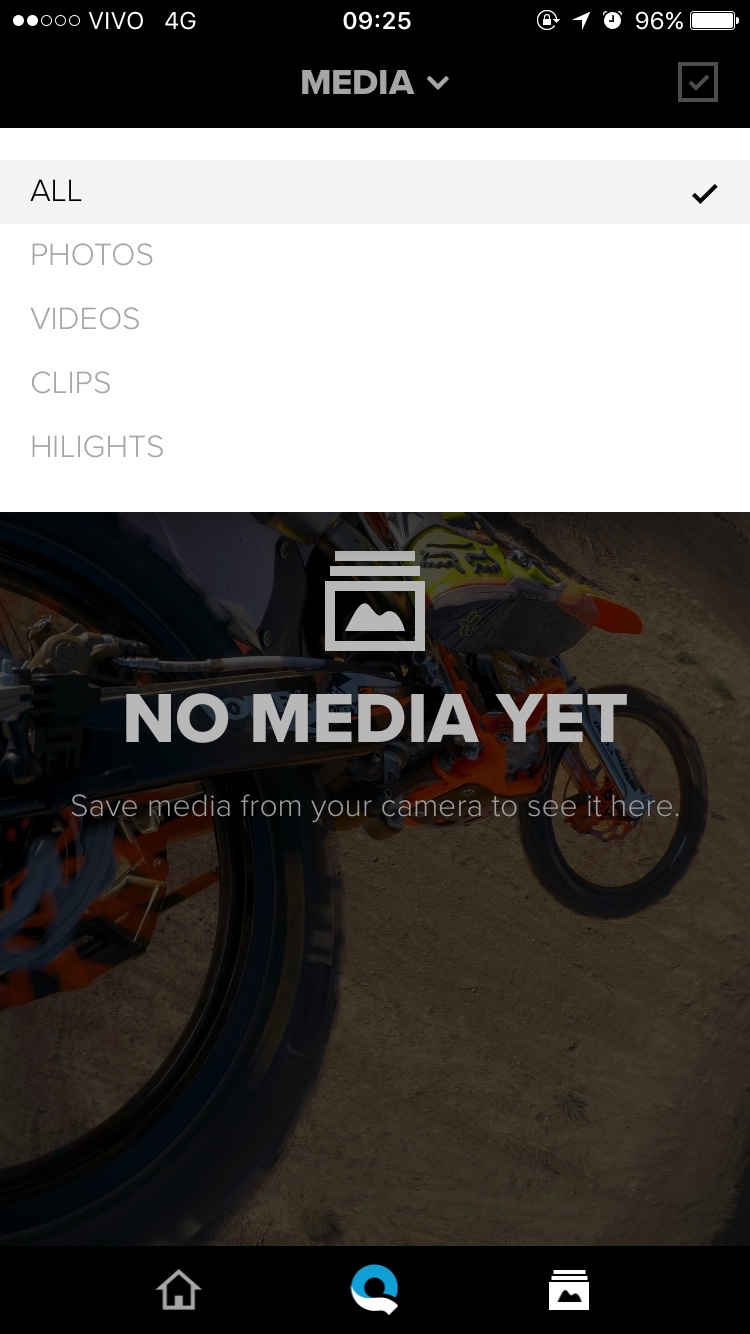 VIVO 4G 09:25 96%
MEDIA
ALL
PHOTOS
VIDEOS
CLIPS
HILIGHTS
NO MEDIA YET
Save media from your camera to see it here.